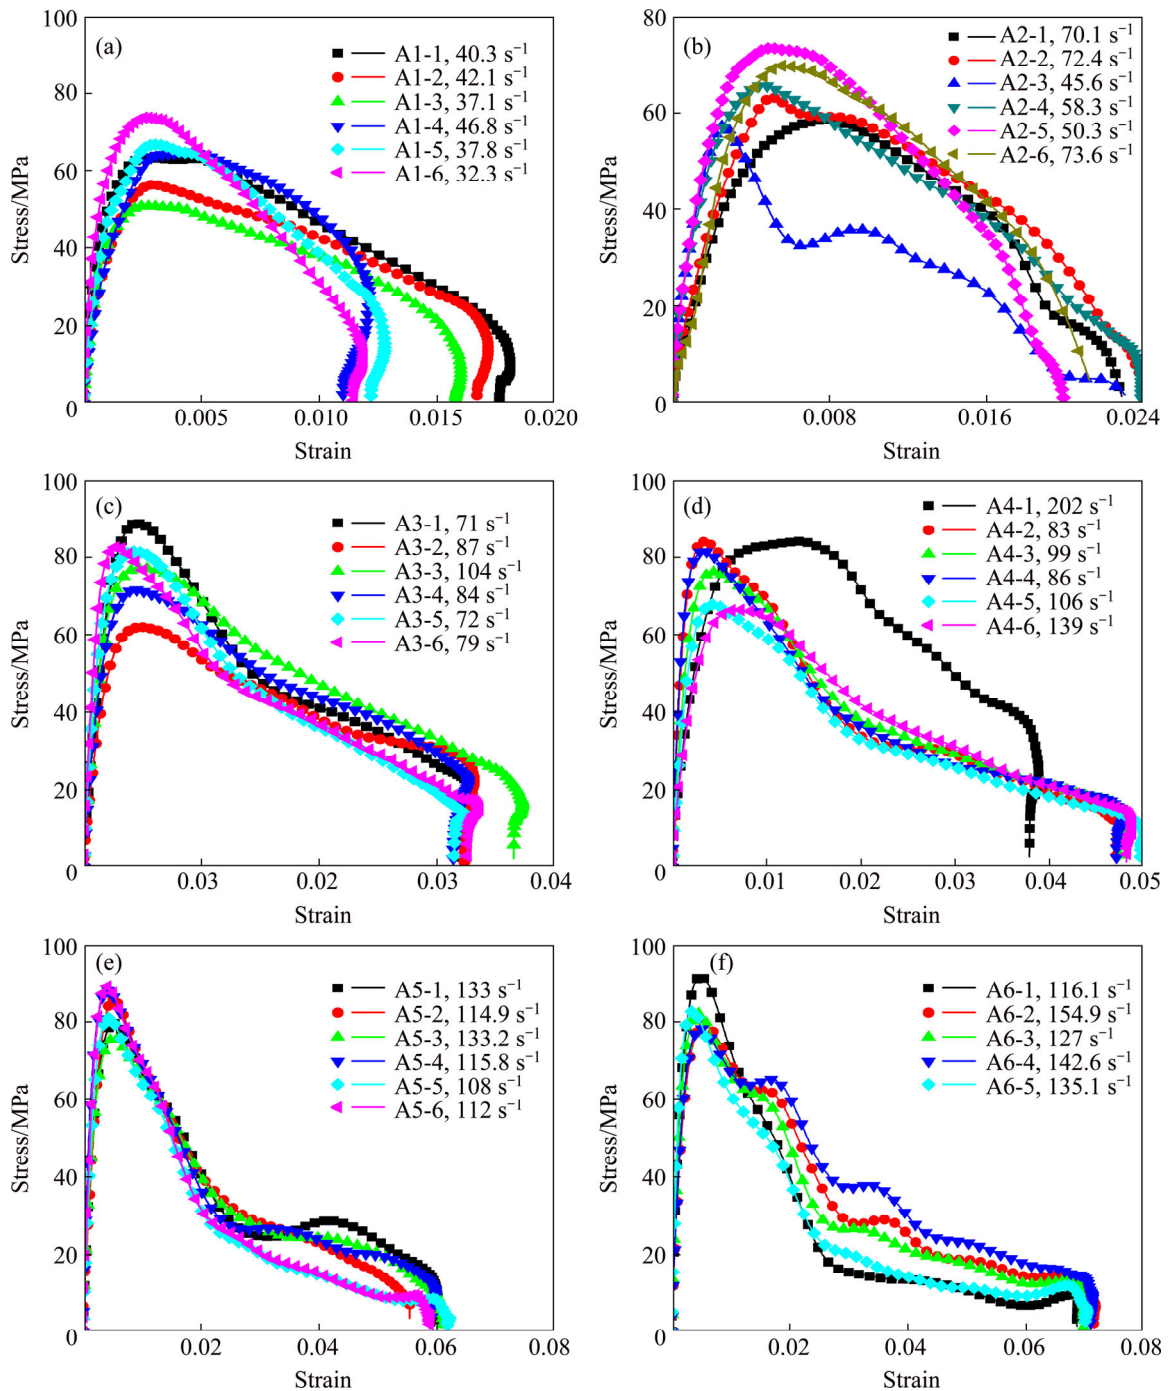 (a)
100
80
60
40
20
0
Stress/MPa
A1-1, 40.3 s⁻¹
A1-2, 42.1 s⁻¹
A1-3, 37.1 s⁻¹
A1-4, 46.8 s⁻¹
A1-5, 37.8 s⁻¹
A1-6, 32.3 s⁻¹
0.005 0.010 0.015 0.020
Strain
(b)
80
60
40
20
80
0
Stress/MPa
A2-1, 70.1 s⁻¹
A2-2, 72.4 s⁻¹
A2-3, 45.6 s⁻¹
A2-4, 58.3 s⁻¹
A2-5, 50.3 s⁻¹
A2-6, 73.6 s⁻¹
0.008 0.016 0.024
Strain
(c)
100
80
60
40
20
0
Stress/MPa
A3-1, 71 s⁻¹
A3-2, 87 s⁻¹
A3-3, 104 s⁻¹
A3-4, 84 s⁻¹
A3-5, 72 s⁻¹
A3-6, 79 s⁻¹
0.03 0.02 0.03 0.04
Strain
(d)
100
80
60
40
20
0
Stress/MPa
A4-1, 202 s⁻¹
A4-2, 83 s⁻¹
A4-3, 99 s⁻¹
A4-4, 86 s⁻¹
A4-5, 106 s⁻¹
A4-6, 139 s⁻¹
0.01 0.02 0.03 0.04 0.05
Strain
(e)
100
80
60
40
20
0
Stress/MPa
A5-1, 133 s⁻¹
A5-2, 114.9 s⁻¹
A5-3, 133.2 s⁻¹
A5-4, 115.8 s⁻¹
A5-5, 108 s⁻¹
A5-6, 112 s⁻¹
0.02 0.04 0.06 0.08
Strain
(f)
100
80
60
40
20
0
Stress/MPa
A6-1, 116.1 s⁻¹
A6-2, 154.9 s⁻¹
A6-3, 127 s⁻¹
A6-4, 142.6 s⁻¹
A6-5, 135.1 s⁻¹
0.02 0.04 0.06 0.08
Strain